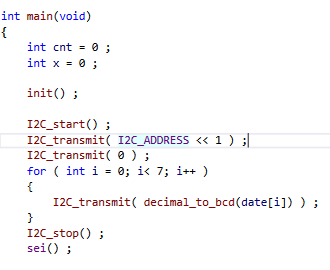 int main(void)
{
    int cnt = 0 ;
    int x = 0 ;

    init() ;

    I2C_start() ;
    I2C_transmit( I2C_ADDRESS << 1 ) ;
    I2C_transmit( 0 ) ;
    for ( int i = 0; i< 7; i++ )
    {
        I2C_transmit( decimal_to_bcd(date[i]) ) ;
    }
    I2C_stop() ;
    sei() ;